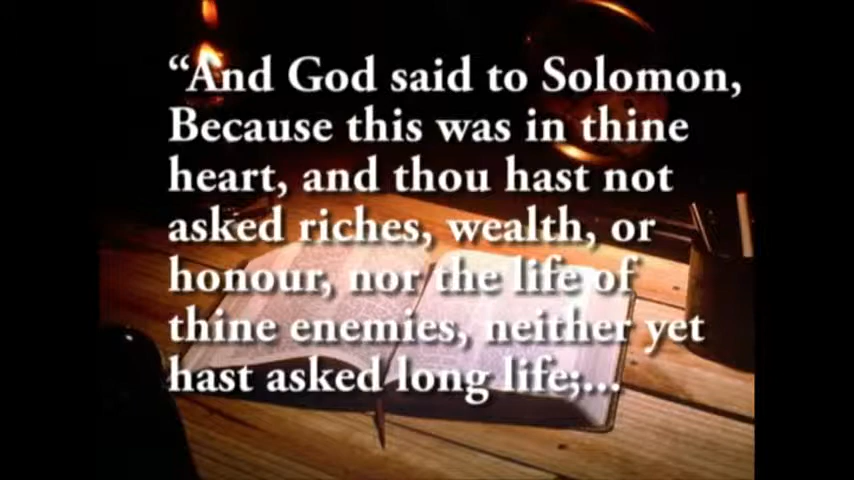 “And God said to Solomon,
Because this was in thine
heart, and thou hast not
asked riches, wealth, or
honour, nor the life of
thine enemies, neither yet
hast asked long life;...